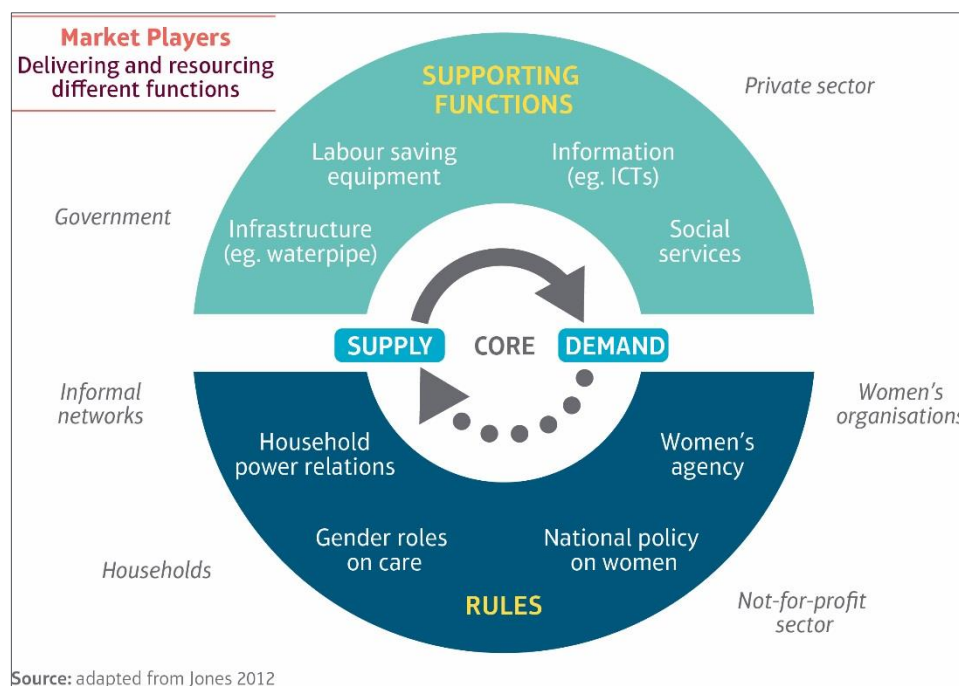 Market Players
Delivering and resourcing
different functions
SUPPORTING
FUNCTIONS
Private sector
Labour saving
equipment
Information
(eg. ICTs)
Government
Infrastructure
(eg. waterpipe)
Social
services
SUPPLY
CORE
DEMAND
Informal
networks
Women's
organisations
Household
power relations
Women's
agency
Gender roles
on care
National policy
on women
Households
RULES
Not-for-profit
sector
Source: adapted from Jones 2012